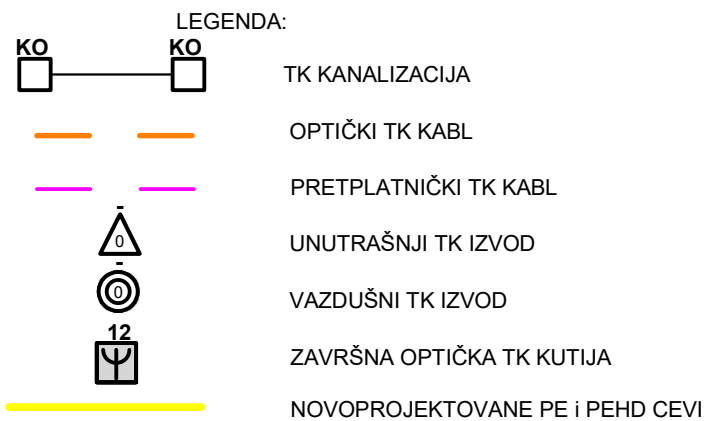 LEGENDA:
KO KO
TK KANALIZACIJA
OPTIČKI TK KABL
PRETPLATNIČKI TK KABL
-
0
UNUTRAŠNJI TK IZVOD
-
0
VAZDUŠNI TK IZVOD
12
ZAVRŠNA OPTIČKA TK KUTIJA
NOVOPROJEKTOVANE PE i PEHD CEVI